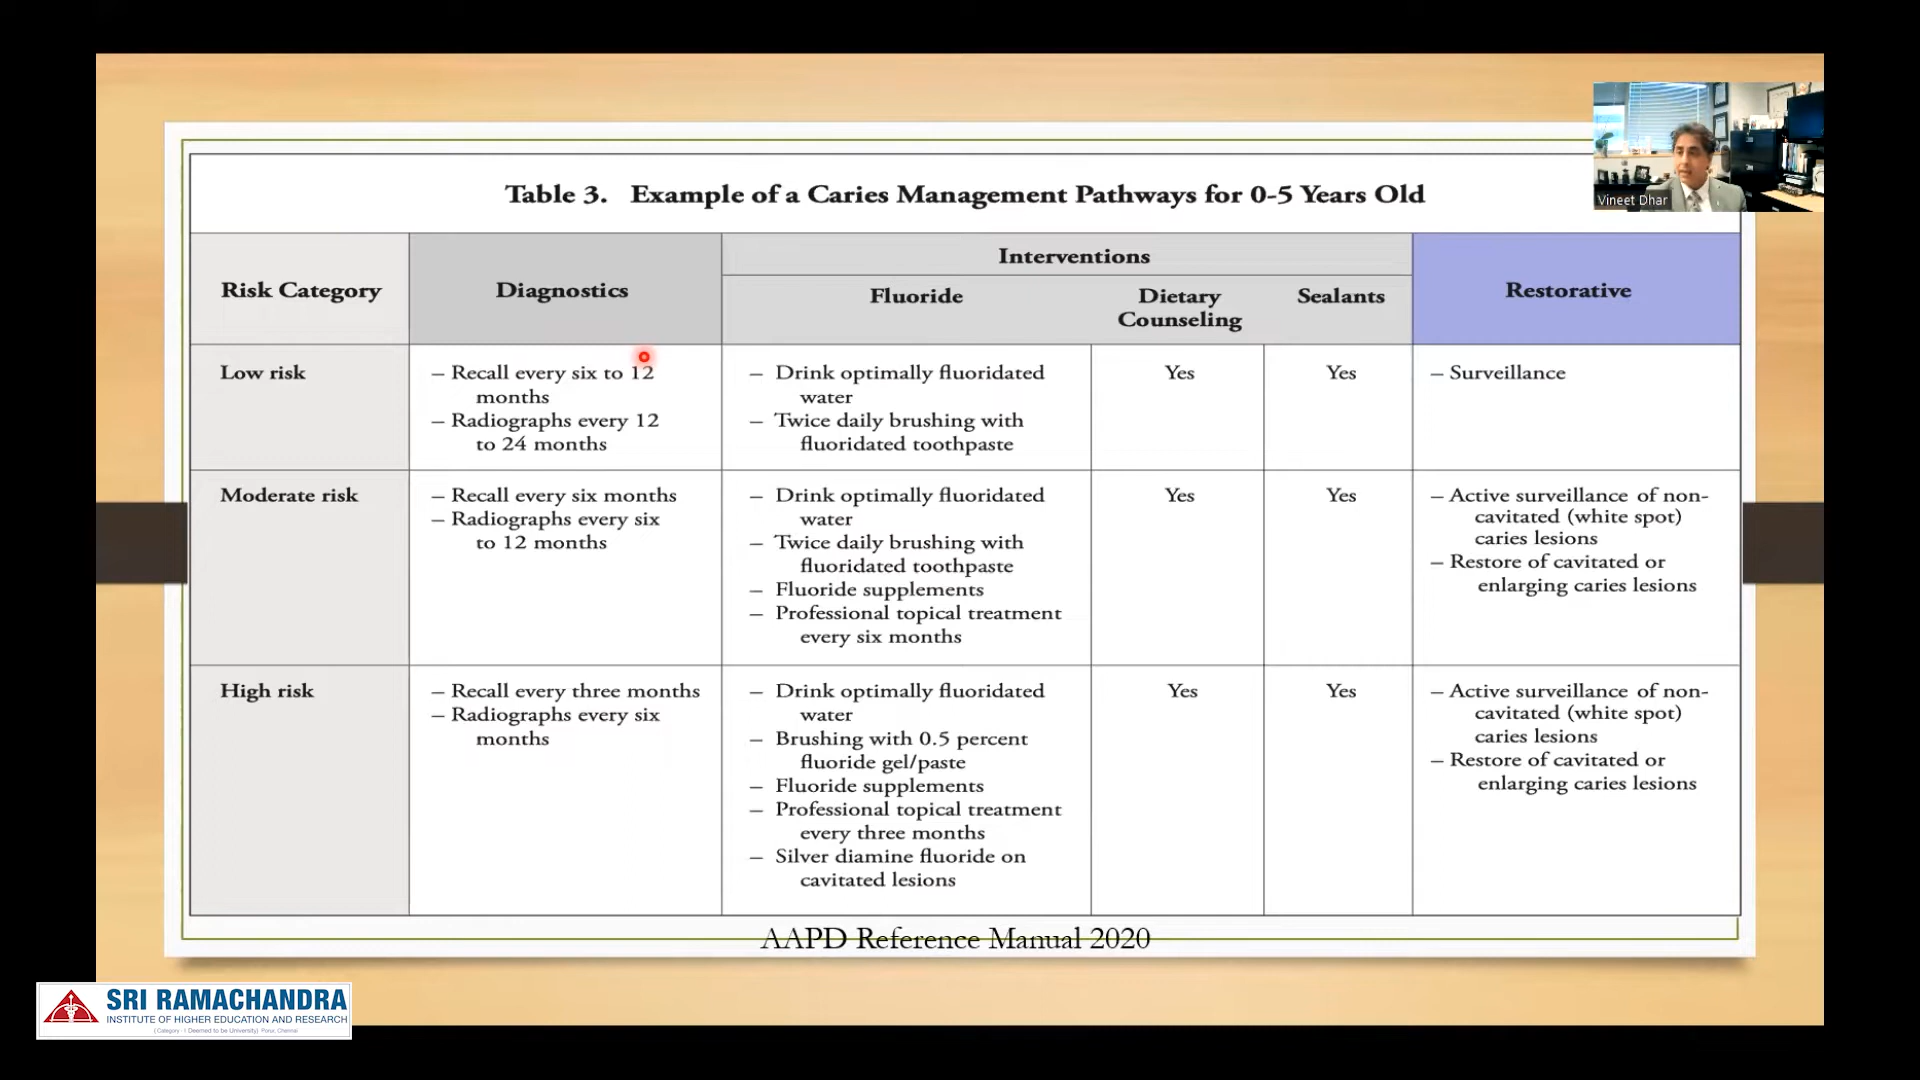 Vineet Dhar
Table 3. Example of a Caries Management Pathways for 0-5 Years Old
Risk Category
Diagnostics
Interventions
Fluoride
Dietary
Counseling
Sealants
Restorative
Low risk
– Recall every six to 12
months
– Radiographs every 12
to 24 months
– Drink optimally fluoridated
water
– Twice daily brushing with
fluoridated toothpaste
Yes
Yes
– Surveillance
Moderate risk
– Recall every six months
– Radiographs every six
to 12 months
– Drink optimally fluoridated
water
– Twice daily brushing with
fluoridated toothpaste
– Fluoride supplements
– Professional topical treatment
every six months
Yes
Yes
– Active surveillance of non-
cavitated (white spot)
caries lesions
– Restore of cavitated or
enlarging caries lesions
High risk
– Recall every three months
– Radiographs every six
months
– Drink optimally fluoridated
water
– Brushing with 0.5 percent
fluoride gel/paste
– Fluoride supplements
– Professional topical treatment
every three months
– Silver diamine fluoride on
cavitated lesions
Yes
Yes
– Active surveillance of non-
cavitated (white spot)
caries lesions
– Restore of cavitated or
enlarging caries lesions
AAPD Reference Manual 2020
SRI RAMACHANDRA
INSTITUTE OF HIGHER EDUCATION AND RESEARCH
(Category - I Deemed to be University) Porur, Chennai